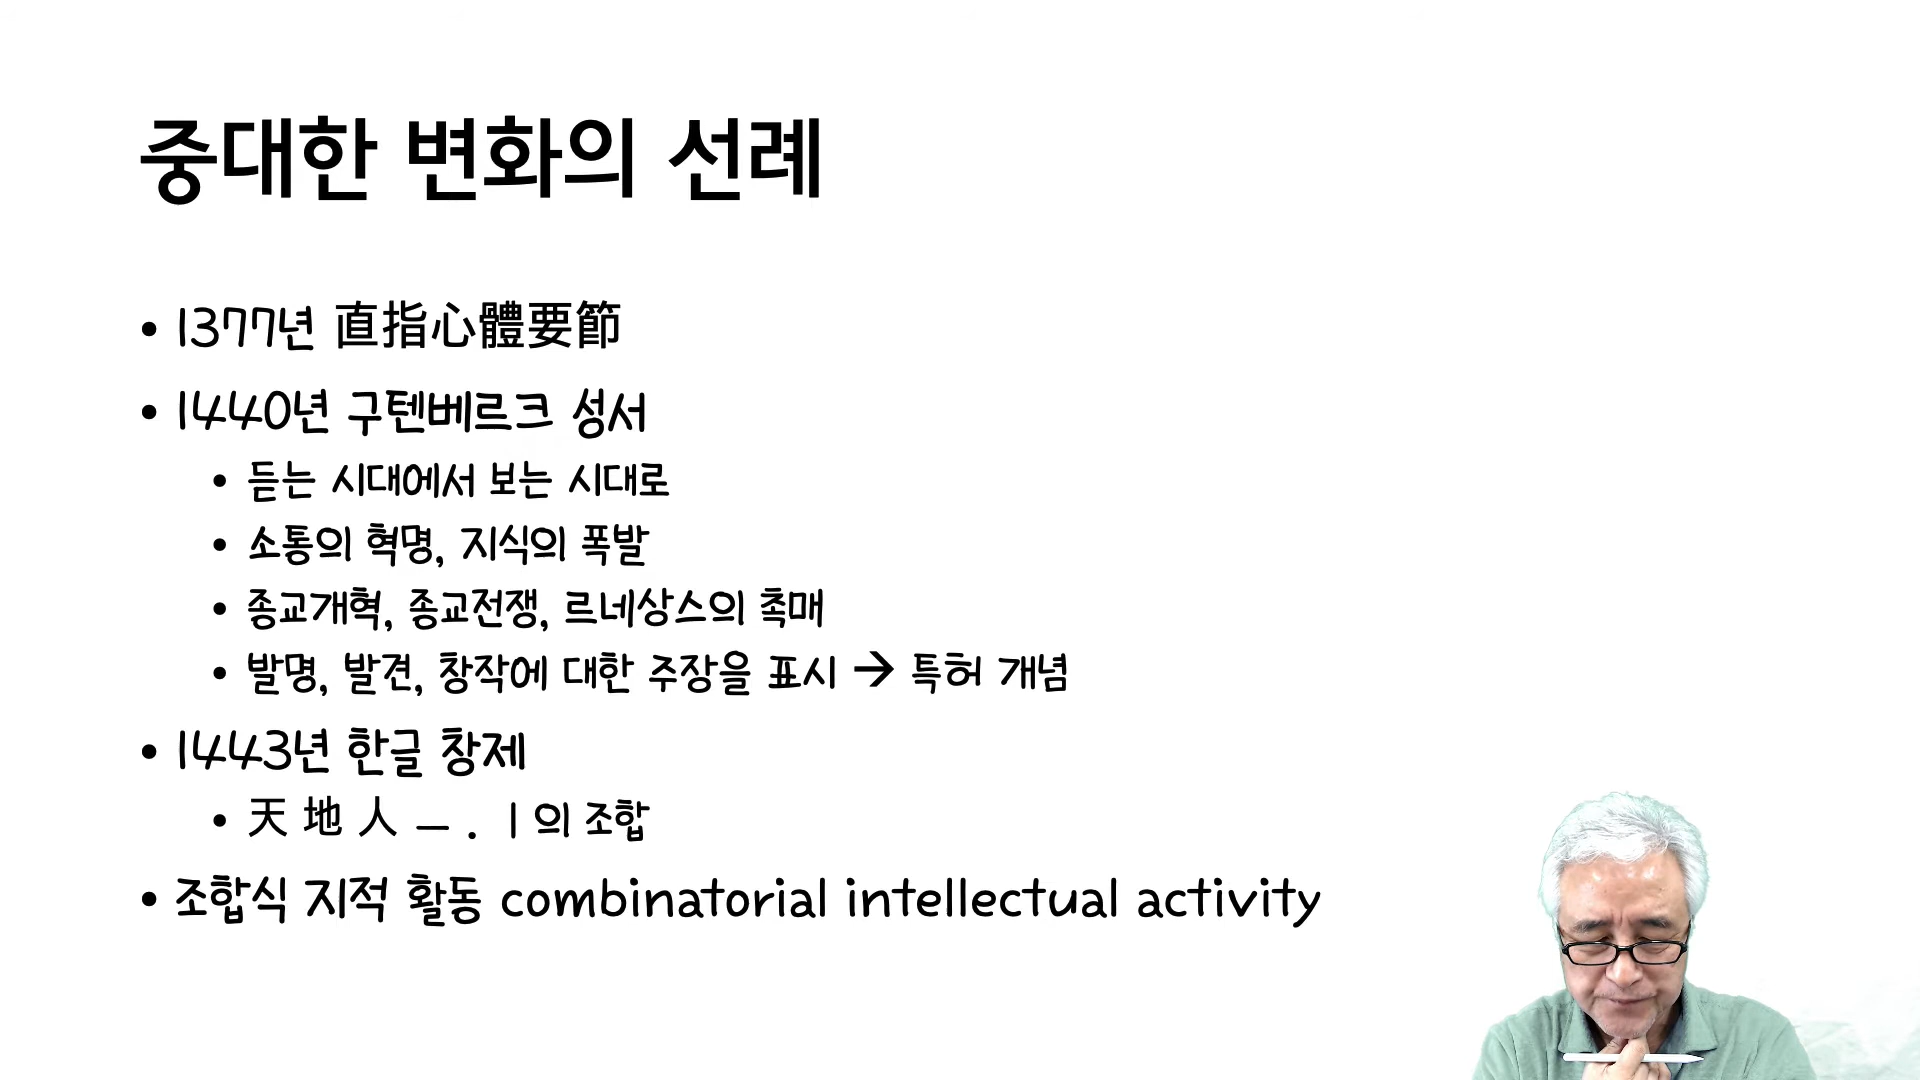 중대한 변화의 선례
• 1377년 直指心體要節
• 1440년 구텐베르크 성서
• 듣는 시대에서 보는 시대로
• 소통의 혁명, 지식의 폭발
• 종교개혁, 종교전쟁, 르네상스의 촉매
• 발명, 발견, 창작에 대한 주장을 표시 → 특허 개념
• 1443년 한글 창제
• 天 地 人 ㅡ . ㅣ의 조합
• 조합식 지적 활동 combinatorial intellectual activity